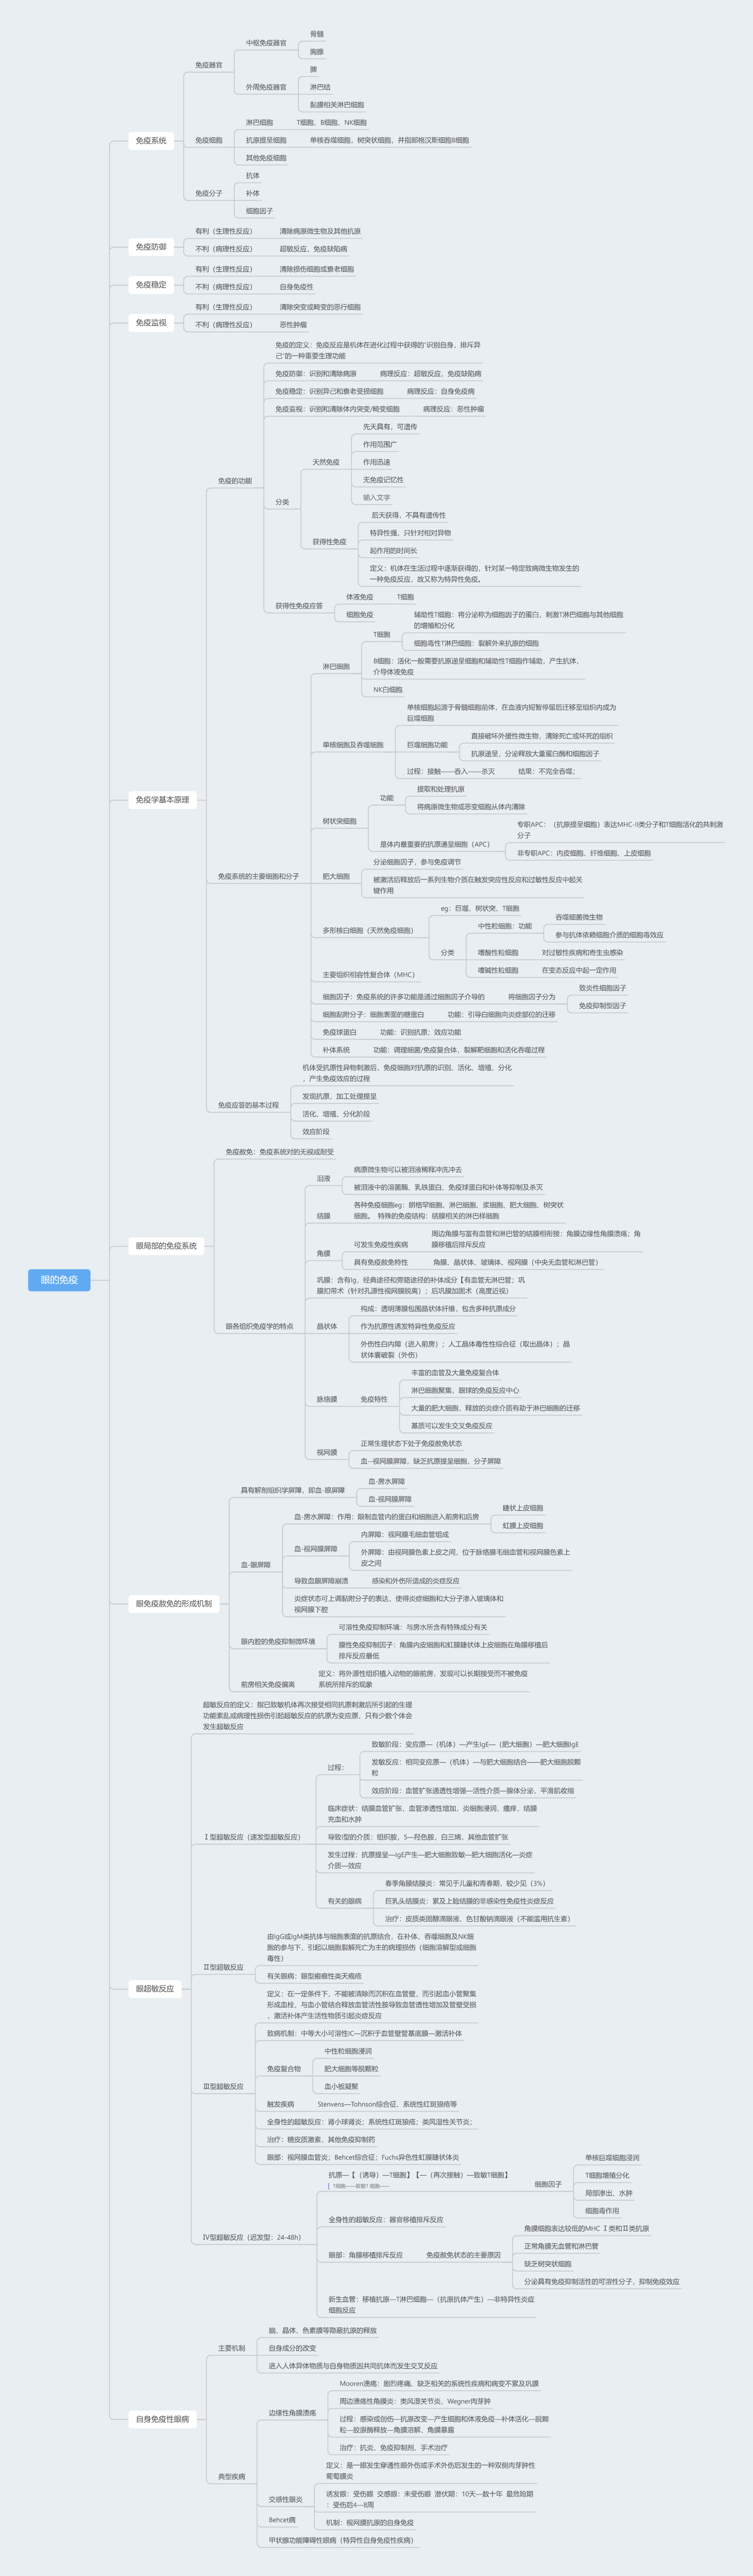 眼的免疫
免疫系统
免疫器官
中枢免疫器官
骨髓
胸腺
外周免疫器官
脾
淋巴结
黏膜相关淋巴细胞
免疫细胞
淋巴细胞
T细胞、B细胞、NK细胞
抗原提呈细胞
单核吞噬细胞，树突状细胞，并指郎格汉斯细胞B细胞
其他免疫细胞
免疫分子
抗体
补体
细胞因子
免疫防御
有利（生理性反应）
清除病原微生物及其他抗原
不利（病理性反应）
超敏反应，免疫缺陷病
免疫稳定
有利（生理性反应）
清除损伤细胞或衰老细胞
不利（病理性反应）
自身免疫性
免疫监视
有利（生理性反应）
清除突变或畸变的恶行细胞
不利（病理性反应）
恶性肿瘤
免疫学基本原理
免疫的功能
免疫的定义：免疫反应是机体在进化过程中获得的“识别自身，排斥异
己”的一种重要生理功能
免疫防御：识别和清除病原
病理反应：超敏反应，免疫缺陷病
免疫稳定：识别异己和衰老受损细胞
病理反应：自身免疫病
免疫监视：识别和清除体内突变/畸变细胞
病理反应：恶性肿瘤
分类
天然免疫
先天具有，可遗传
作用范围广
作用迅速
无免疫记忆性
输入文字
获得性免疫
后天获得，不具有遗传性
特异性强，只针对相对异物
起作用的时间长
定义：机体在生活过程中逐渐获得的，针对某一特定致病微生物发生的
一种免疫反应，故又称为特异性免疫。
获得性免疫应答
体液免疫
T细胞
细胞免疫
免疫系统的主要细胞和分子
淋巴细胞
T细胞
辅助性T细胞：将分泌称为细胞因子的蛋白，刺激T淋巴细胞与其他细胞
的增殖和分化
细胞毒性T淋巴细胞：裂解外来抗原的细胞
B细胞：活化一般需要抗原递呈细胞和辅助性T细胞作辅助，产生抗体，
介导体液免疫
NK白细胞
单核细胞及吞噬细胞
单核细胞起源于骨髓细胞前体，在血液内短暂停留后迁移至组织内成为
巨噬细胞
巨噬细胞功能
直接破坏外援性微生物，清除死亡或坏死的组织
抗原递呈，分泌释放大量蛋白酶和细胞因子
过程：接触——吞入——杀灭
结果：不完全吞噬；
树状突细胞
功能
提取和处理抗原
将病原微生物或恶变细胞从体内清除
是体内最重要的抗原递呈细胞（APC）
专职APC：（抗原提呈细胞）表达MHC-II类分子和T细胞活化的共刺激
分子
非专职APC：内皮细胞、纤维细胞、上皮细胞
肥大细胞
分泌细胞因子，参与免疫调节
被激活后释放后一系列生物介质在触发实应性反应和过敏性反应中起关
键作用
多形核白细胞（天然免疫细胞）
eg：巨噬、树状突、T细胞
分类
中性粒细胞：功能
吞噬细菌微生物
参与抗体依赖细胞介质的细胞毒效应
嗜酸性粒细胞
对过敏性疾病和寄生虫感染
嗜碱性粒细胞
在变态反应中起一定作用
主要组织相容性复合体（MHC）
细胞因子：免疫系统的许多功能是通过细胞因子介导的
将细胞因子分为
致炎性细胞因子
免疫抑制型因子
细胞黏附分子：细胞表面的糖蛋白
功能：引导白细胞向炎症部位的迁移
免疫球蛋白
功能：识别抗原；效应功能
补体系统
功能：调理细菌/免疫复合体，裂解靶细胞和活化吞噬过程
免疫应答的基本过程
机体受抗原性异物刺激后，免疫细胞对抗原的识别、活化、增殖、分化
，产生免疫效应的过程
发现抗原，加工处理提呈
活化、增殖、分化阶段
效应阶段
眼局部的免疫系统
免疫赦免：免疫系统对的无视或耐受
眼各组织免疫学的特点
泪液
病原微生物可以被泪液稀释冲洗冲去
被泪液中的溶菌酶、乳铁蛋白、免疫球蛋白和补体等抑制及杀灭
结膜
各种免疫细胞eg：朗格罕细胞、淋巴细胞、浆细胞、肥大细胞、树突状
细胞。 特殊的免疫结构：结膜相关的淋巴样细胞
角膜
可发生免疫性疾病
周边角膜与富有血管和淋巴管的结膜相衔接：角膜边缘性角膜溃疡；角
膜移植后排斥反应
具有免疫赦免特性
角膜、晶状体、玻璃体、视网膜（中央无血管和淋巴管）
巩膜：含有Ig，经典途径和旁路途径的补体成分【有血管无淋巴管；巩
膜扣带术（针对孔源性视网膜脱离）；后巩膜加固术（高度近视）
晶状体
构成：透明薄膜包围晶状体纤维，包含多种抗原成分
作为抗原性诱发特异性免疫反应
外伤性白内障（进入前房）；人工晶体毒性性综合征（取出晶体）；晶
状体囊破裂（外伤）
脉络膜
免疫特性
丰富的血管及大量免疫复合体
淋巴细胞聚集，眼球的免疫反应中心
大量的肥大细胞，释放的炎症介质有助于淋巴细胞的迁移
基质可以发生交叉免疫反应
视网膜
正常生理状态下处于免疫赦免状态
血--视网膜屏障，缺乏抗原提呈细胞，分子屏障
眼免疫赦免的形成机制
具有解剖组织学屏障，即血-眼屏障
血-房水屏障
血-视网膜屏障
血-眼屏障
血-房水屏障：作用：限制血管内的蛋白和细胞进入前房和后房
睫状上皮细胞
虹膜上皮细胞
血-视网膜屏障
内屏障：视网膜毛细血管组成
外屏障：由视网膜色素上皮之间，位于脉络膜毛细血管和视网膜色素上
皮之间
导致血眼屏障崩溃
感染和外伤所造成的炎症反应
炎症状态可上调黏附分子的表达，使得炎症细胞和大分子渗入玻璃体和
视网膜下腔
眼内腔的免疫抑制微环境
可溶性免疫抑制环境：与房水所含有特殊成分有关
膜性免疫抑制因子：角膜内皮细胞和虹膜睫状体上皮细胞在角膜移植后
排斥反应最低
前房相关免疫偏离
定义：将外源性组织植入动物的眼前房，发现可以长期接受而不被免疫
系统所排斥的现象
眼超敏反应
超敏反应的定义：指已致敏机体再次接受相同抗原刺激后所引起的生理
功能紊乱或病理性损伤引起超敏反应的抗原为变应原，只有少数个体会
发生超敏反应
Ⅰ型超敏反应（速发型超敏反应）
过程：
致敏阶段：变应原—（机体）—产生IgE—（肥大细胞）—肥大细胞IgE
发敏反应：相同变应原—（机体）—与肥大细胞结合——肥大细胞脱颗
粒
效应阶段：血管扩张通透性增强—活性介质—腺体分泌，平滑肌收缩
临床症状：结膜血管扩张，血管渗透性增加，炎细胞浸润，瘙痒，结膜
充血和水肿
导致I型的介质：组织胺，5—羟色胺，白三烯，其他血管扩张
发生过程：抗原提呈—IgE产生—肥大细胞致敏—肥大细胞活化—炎症
介质—效应
有关的眼病
春季角膜结膜炎：常见于儿童和青春期，较少见（3%）
巨乳头结膜炎：累及上睑结膜的非感染性免疫性炎症反应
治疗：皮质类固醇滴眼液、色甘酸钠滴眼液（不能滥用抗生素）
Ⅱ型超敏反应
由IgG或IgM类抗体与细胞表面的抗原结合，在补体、吞噬细胞及NK细
胞的参与下，引起以细胞裂解死亡为主的病理损伤（细胞溶解型或细胞
毒性）
有关眼病：眼型瘢痕性类天疱疮
Ⅲ型超敏反应
定义：在一定条件下，不能被清除而沉积在血管壁，而引起血小管聚集
形成血栓，与血小管结合释放血管活性胺导致血管透性增加及管壁受损
，激活补体产生活性物质引起炎症反应
致病机制：中等大小可溶性IC—沉积于血管壁管基底膜—激活补体
免疫复合物
中性粒细胞浸润
肥大细胞等脱颗粒
血小板凝聚
触发疾病
Stenvens—Tohnson综合征，系统性红斑狼疮等
全身性的超敏反应：肾小球肾炎；系统性红斑狼疮；类风湿性关节炎；
治疗：糖皮质激素，其他免疫抑制药
眼部：视网膜血管炎；Behcet综合征；Fuchs异色性虹膜睫状体炎
Ⅳ型超敏反应（迟发型：24-48h）
抗原—【（诱导）—T细胞】【—（再次接触）—致敏T细胞】
T细胞——致敏T 细胞——
细胞因子
单核巨噬细胞浸润
T细胞增殖分化
局部渗出、水肿
细胞毒作用
全身性的超敏反应：器官移植排斥反应
眼部：角膜移植排斥反应
免疫赦免状态的主要原因
角膜细胞表达较低的MHC Ⅰ类和Ⅱ类抗原
正常角膜无血管和淋巴管
缺乏树突状细胞
分泌具有免疫抑制活性的可溶性分子，抑制免疫效应
新生血管：移植抗原—T淋巴细胞—（抗原抗体产生）—非特异性炎症
细胞反应
自身免疫性眼病
主要机制
脑、晶体、色素膜等隐蔽抗原的释放
自身成分的改变
进入人体异体物质与自身物质因共同抗体而发生交叉反应
典型疾病
边缘性角膜溃疡
Mooren溃疡：剧烈疼痛、缺乏相关的系统性疾病和病变不累及巩膜
周边溃疡性角膜炎：类风湿关节炎，Wegner肉芽肿
过程：感染或创伤—抗原改变—产生细胞和体液免疫—补体活化—脱颗
粒—胶原酶释放—角膜溶解，角膜暴露
治疗：抗炎、免疫抑制剂、手术治疗
交感性眼炎
定义：是一眼发生穿通性眼外伤或手术外伤后发生的一种双侧肉芽肿性
葡萄膜炎
诱发眼：受伤眼 交感眼：未受伤眼 潜伏期：10天—数十年 最危险期
：受伤后4—8周
机制：视网膜抗原的自身免疫
Behcet病
甲状腺功能障碍性眼病（特异性自身免疫性疾病）